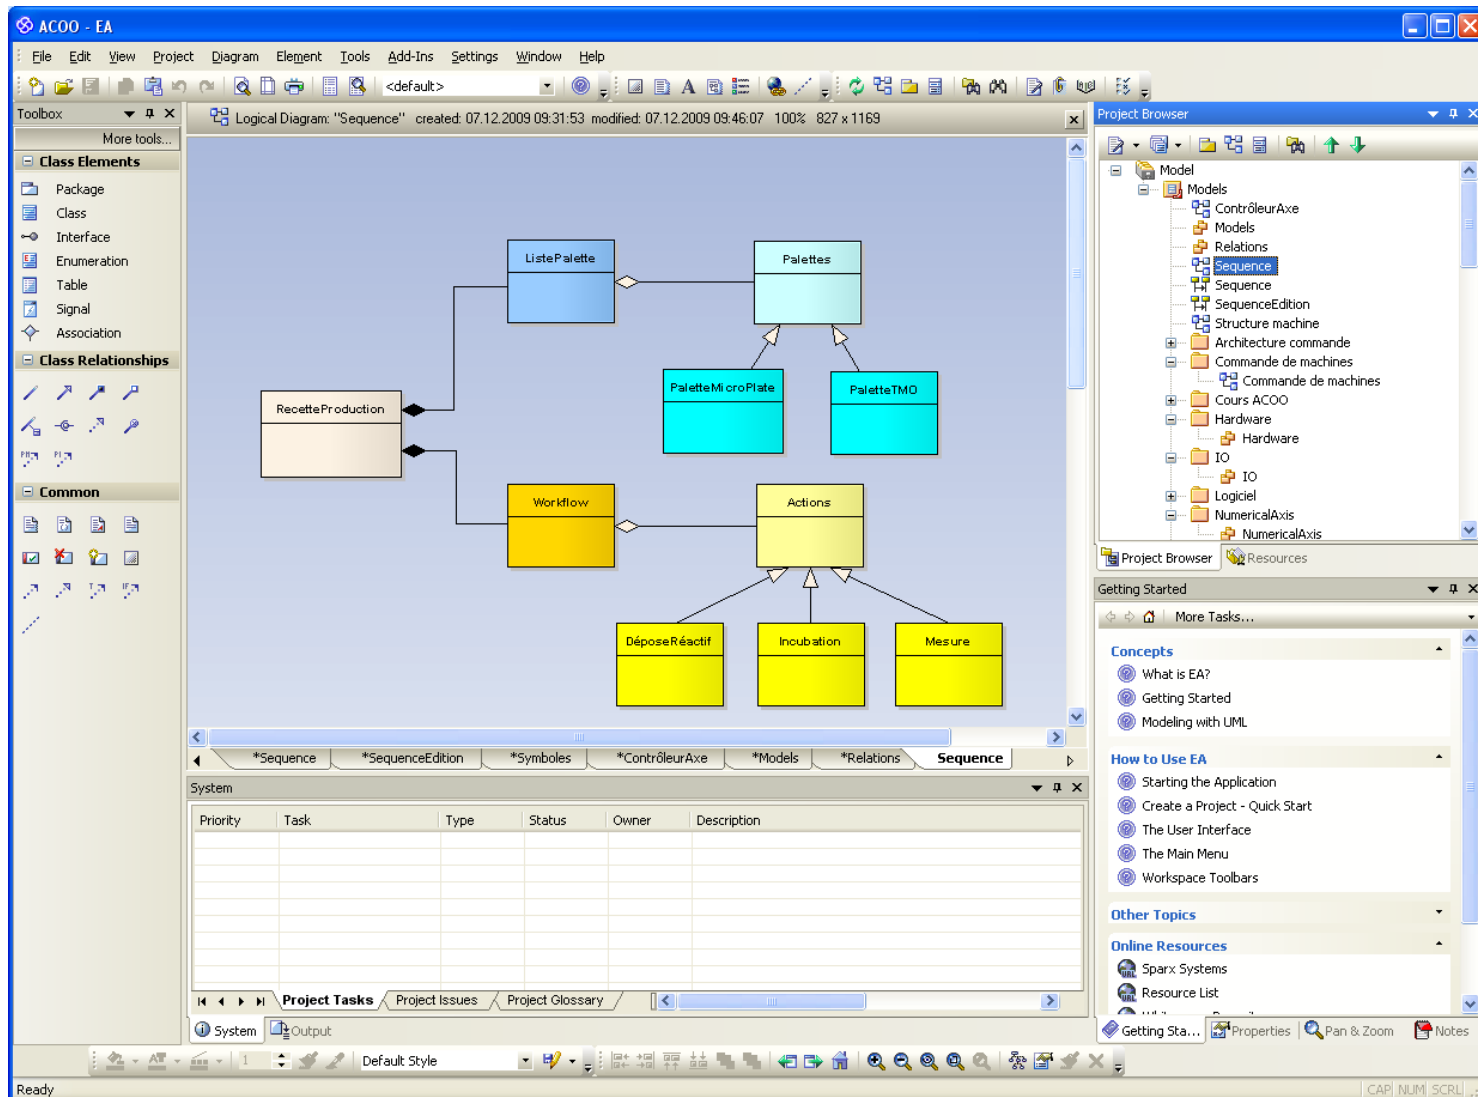 ACOO - EA
File Edit View Project Diagram Element Tools Add-Ins Settings Window Help
<default>
Toolbox
More tools...
Class Elements
Package
Class
Interface
Enumeration
Table
Signal
Association
Class Relationships
Common
Logical Diagram: "Sequence" created: 07.12.2009 09:31:53 modified: 07.12.2009 09:46:07 100% 827 x 1169
ListePalette
Palettes
PaletteMicroPlate
PaletteTMO
RecetteProduction
Workflow
Actions
DéposeRéactif
Incubation
Mesure
*Sequence *SequenceEdition *Symboles *ContrôleurAxe *Models *Relations Sequence
System
Priority Task Type Status Owner Description
Project Tasks Project Issues Project Glossary
System Output
Project Browser
Model
Models
ContrôleurAxe
Models
Relations
Sequence
Sequence
SequenceEdition
Structure machine
Architecture commande
Commande de machines
Commande de machines
Cours ACOO
Hardware
Hardware
IO
IO
Logiciel
NumericalAxis
NumericalAxis
Project Browser Resources
Getting Started
More Tasks...
Concepts
What is EA?
Getting Started
Modeling with UML
How to Use EA
Starting the Application
Create a Project - Quick Start
The User Interface
The Main Menu
Workspace Toolbars
Other Topics
Online Resources
Sparx Systems
Resource List
Getting Sta... Properties Pan & Zoom Notes
1 Default Style
Ready
CAP NUM SCRL